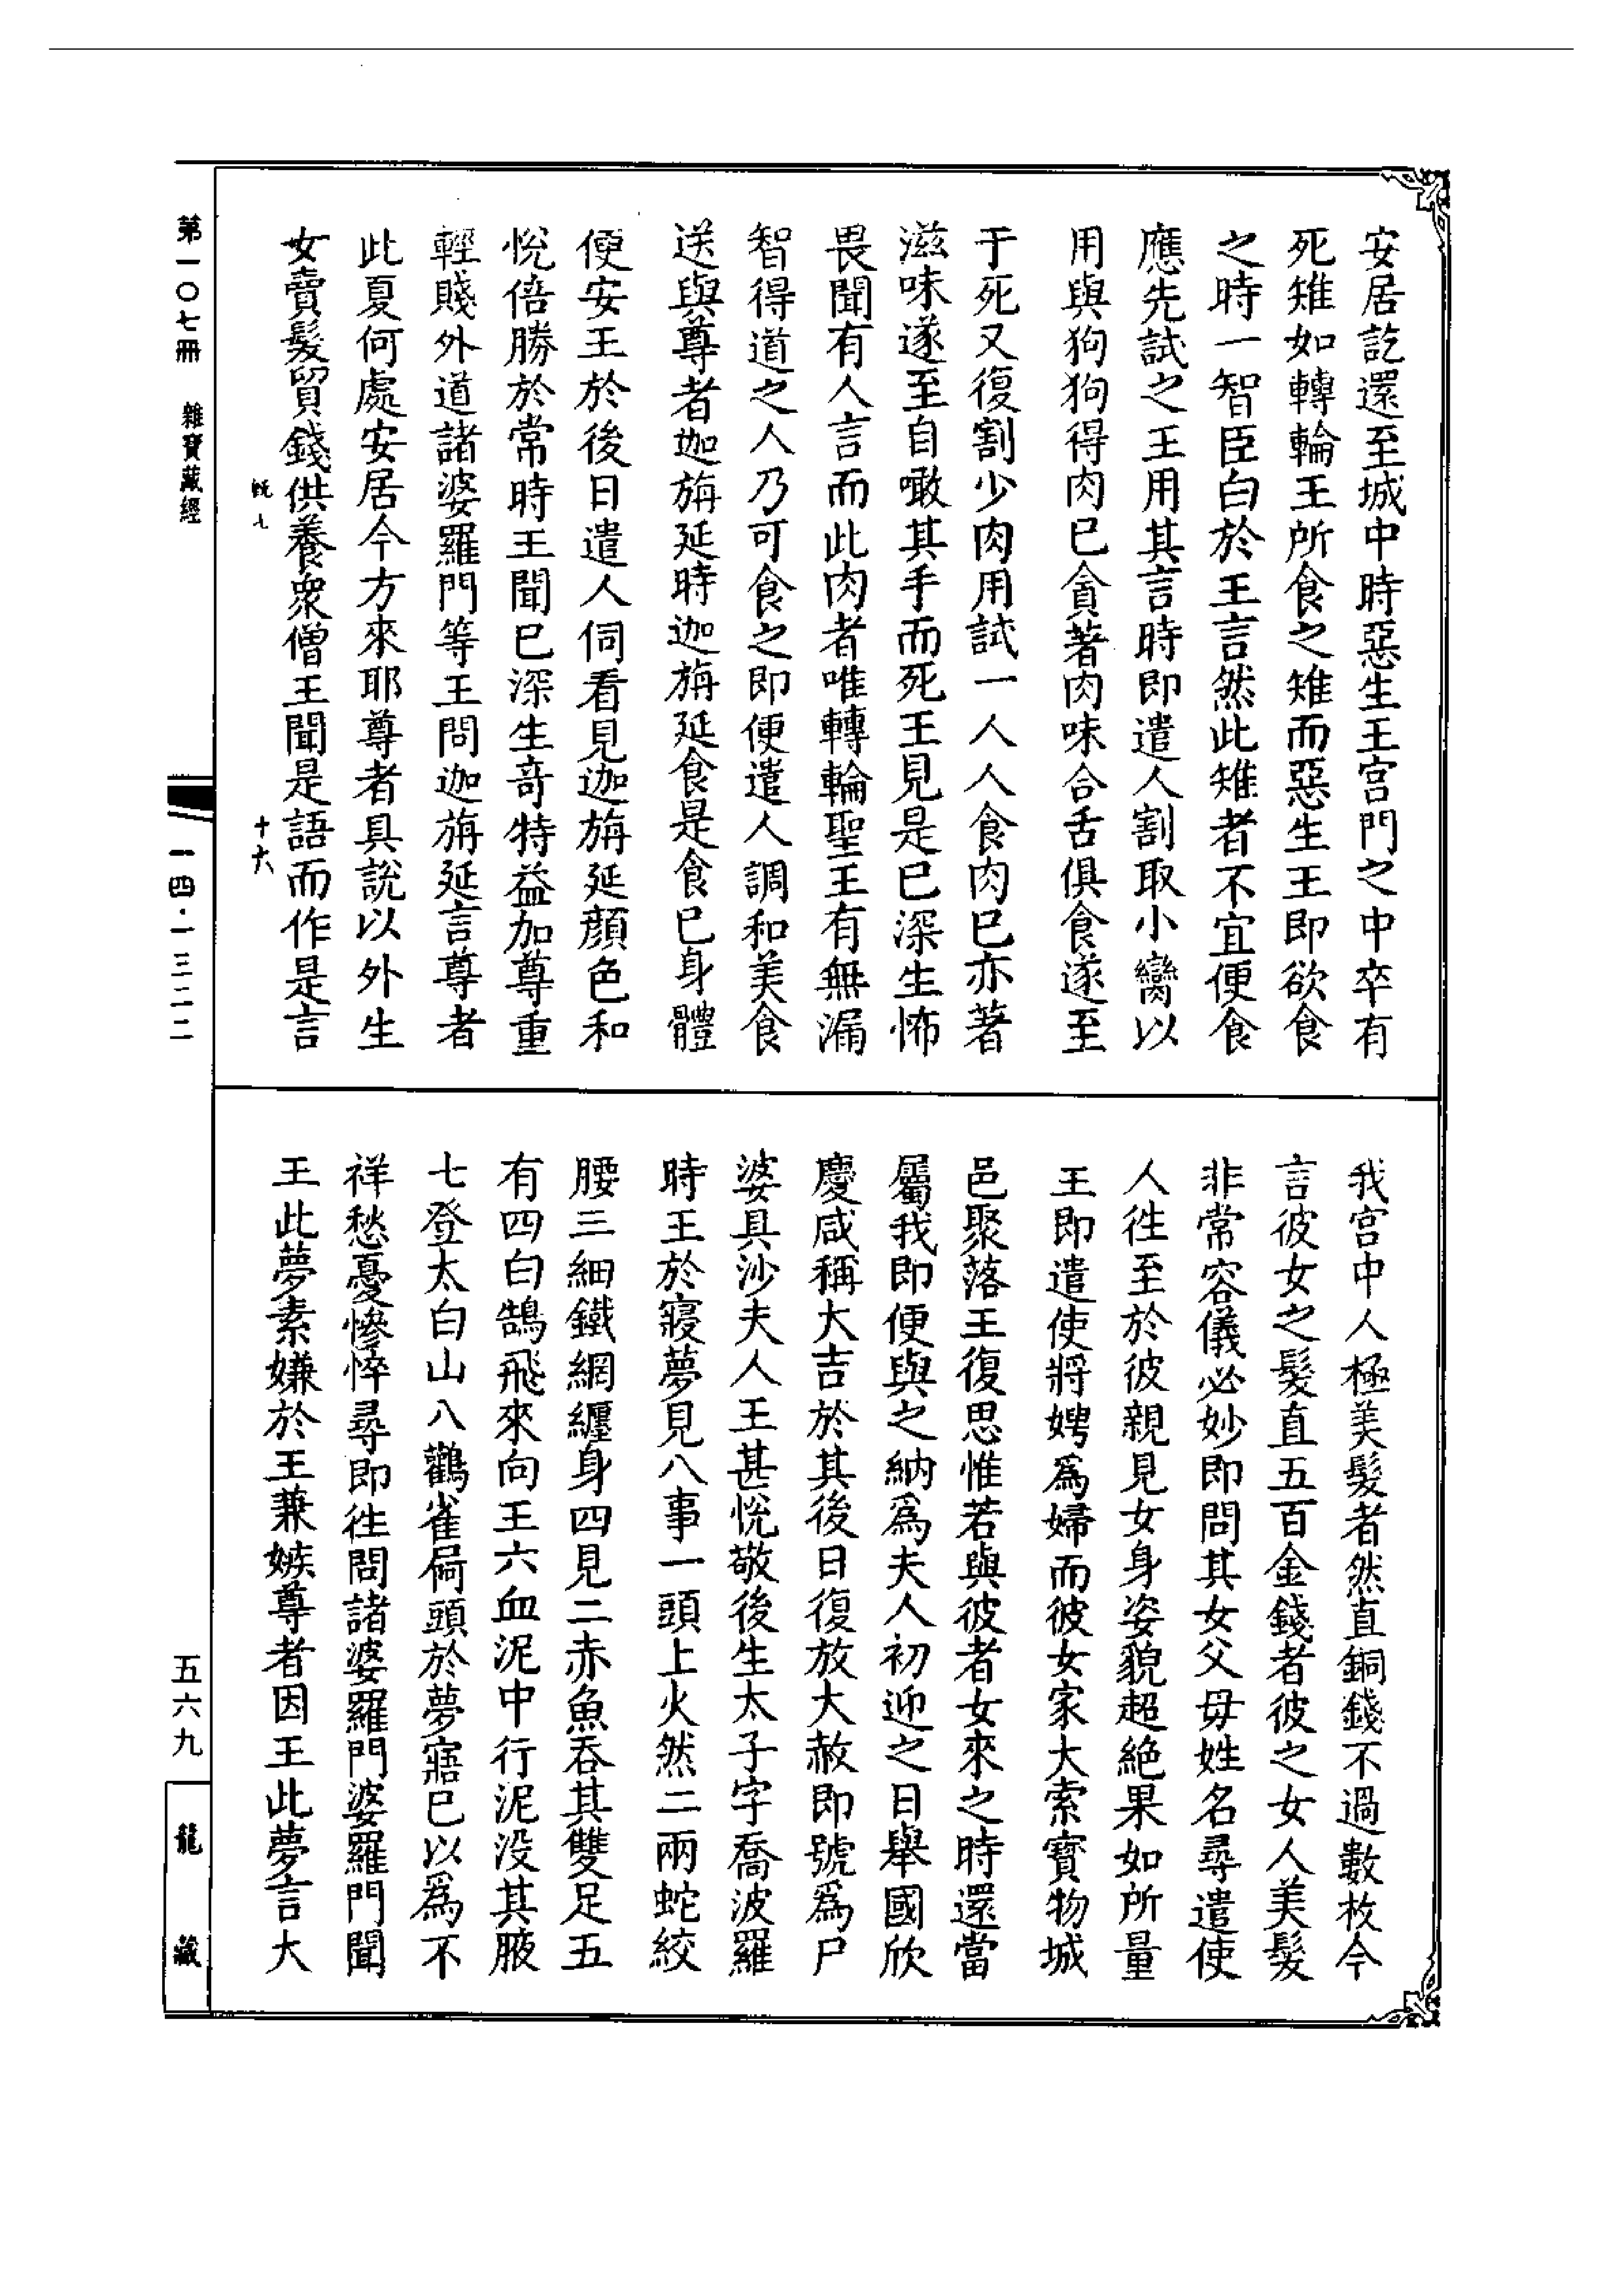 安居訖還至城中時惡生王宮門之中卒有
死雉如轉輪王所食之雉而惡生王即欲食
之時一智臣白於王言然此雉者不宜便食
應先試之王用其言時即遣人割取小臠以
用與狗狗得肉已貪著肉味合舌俱食遂至
于死又復割少肉用試一人人食肉已亦著
滋味遂至自噉其手而死王見是已深生怖
畏聞有人言而此肉者唯轉輪聖王有無漏
智得道之人乃可食之即便遣人調和美食
送與尊者迦旃延時迦旃延食是食已身體
便安王於後日遣人伺看見迦旃延顏色和
悅倍勝於常時王聞已深生奇特益加尊重
輕賤外道諸婆羅門等王問迦旃延言尊者
此夏何處安居今方來耶尊者具說以外生
女賣髮貿錢供養衆僧王聞是語而作是言
我宮中人極美髮者然直銅錢不過數枚今
言彼女之髮直五百金錢者彼之女人美髮
非常容儀必妙即問其女父母姓名尋遣使
人徃至於彼親見女身姿貌超絶果如所量
王即遣使將娉爲婦而彼女家大索寶物城
邑聚落王復思惟若與彼者女來之時還當
屬我即便與之納爲夫人初迎之日舉國欣
慶咸稱大吉於其後日復放大赦即號爲尸
婆具沙夫人王甚悅敬後生太子字喬波羅
時王於寢夢見八事一頭上火然二兩蛇絞
腰三細鐵網纏身四見二赤魚吞其雙足五
有四白鵠飛來向王六血泥中行泥没其腋
七登太白山八鸛雀屙頭於夢寤已以爲不
祥愁憂慘悴尋即徃問諸婆羅門婆羅門聞
王此夢素嫌於王兼嫉尊者因王此夢言大
第一〇七冊 雜寶藏經
一四·一三二二
五六九
龍藏
十六